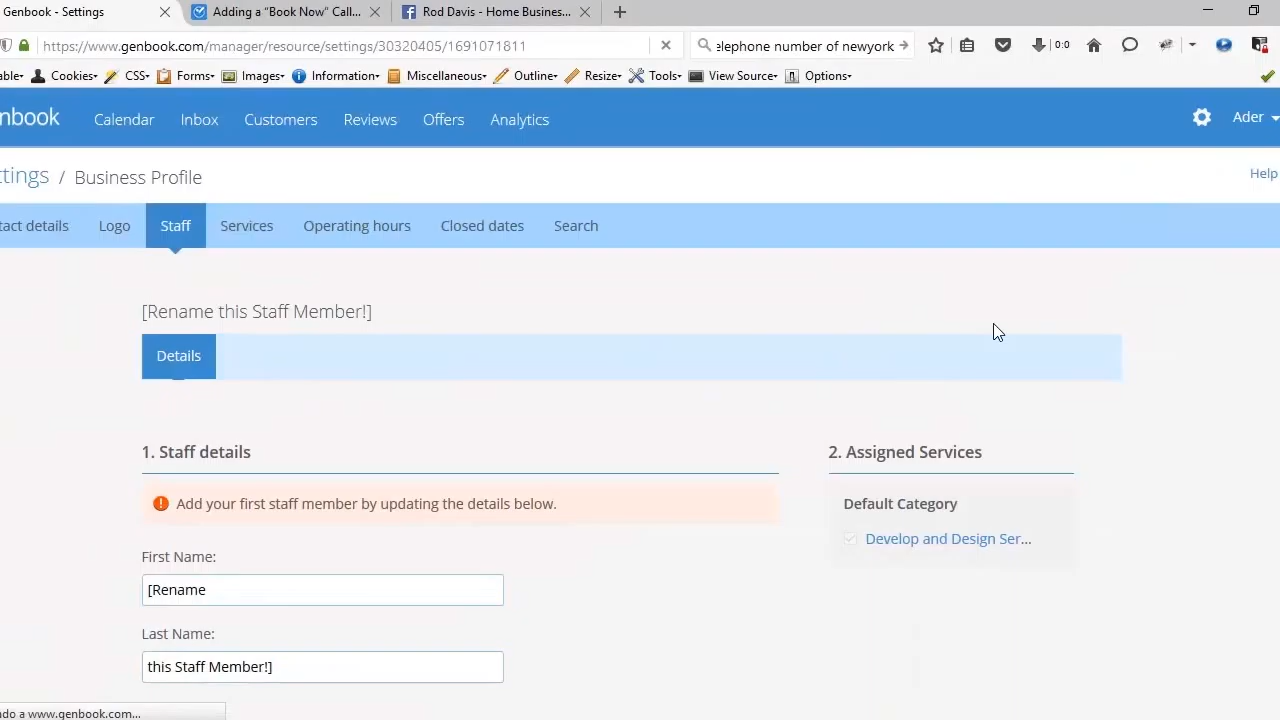 Genbook - Settings
Adding a “Book Now” Call...
Rod Davis - Home Busines...
https://www.genbook.com/manager/resource/settings/30320405/1691071811
elephone number of newyork
0:0
able
Cookies
CSS
Forms
Images
Information
Miscellaneous
Outline
Resize
Tools
View Source
Options
nbook
Calendar
Inbox
Customers
Reviews
Offers
Analytics
Ader
ttings / Business Profile
Help
tact details
Logo
Staff
Services
Operating hours
Closed dates
Search
[Rename this Staff Member!]
Details
1. Staff details
2. Assigned Services
! Add your first staff member by updating the details below.
Default Category
Develop and Design Ser...
First Name:
[Rename
Last Name:
this Staff Member!]
ndo a www.genbook.com...